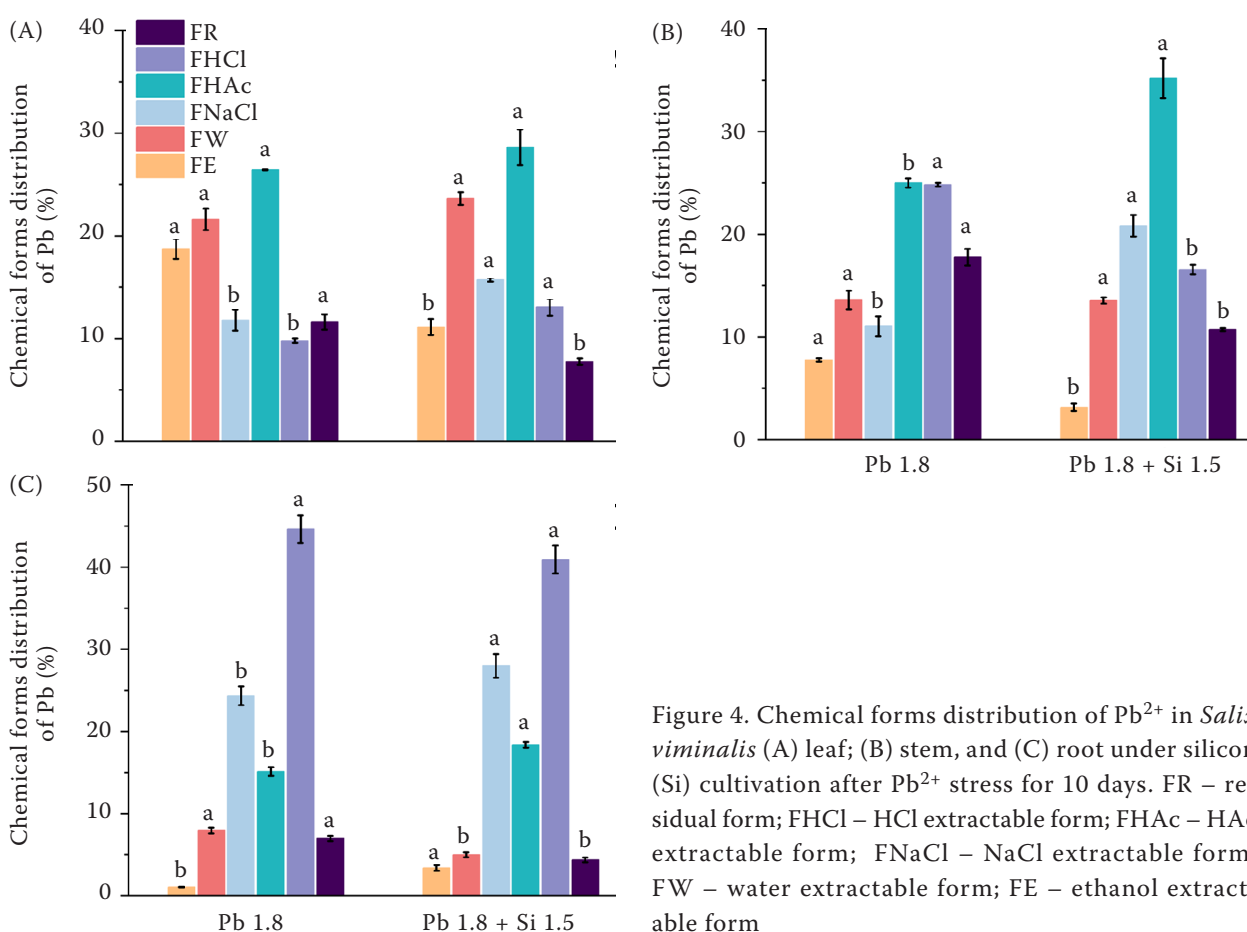 (A)
40
30
20
10
0
Chemical forms distribution
of Pb (%)
FR
FHCl
FHAc
FNaCl
FW
FE
a
a
b
a
b
a
b
a
a
a
a
b
(B)
40
30
20
10
0
Chemical forms distribution
of Pb (%)
a
a
b
b
a
a
b
a
a
a
b
b
Pb 1.8
Pb 1.8 + Si 1.5
(C)
50
40
30
20
10
0
Chemical forms distribution
of Pb (%)
b
a
b
b
a
a
a
b
a
a
a
b
Pb 1.8
Pb 1.8 + Si 1.5
Figure 4. Chemical forms distribution of Pb²⁺ in Salis
viminalis (A) leaf; (B) stem, and (C) root under silicon
(Si) cultivation after Pb²⁺ stress for 10 days. FR – re
sidual form; FHCl – HCl extractable form; FHAc – HAc
extractable form; FNaCl – NaCl extractable form
FW – water extractable form; FE – ethanol extract
able form